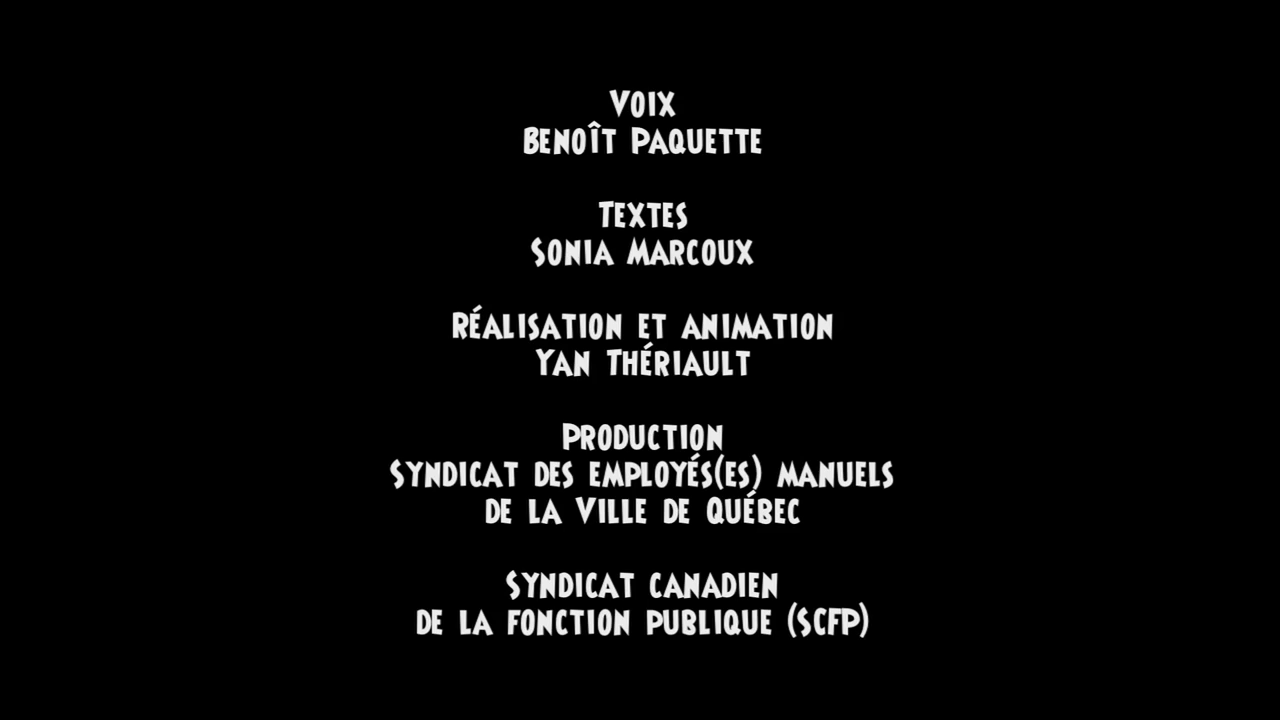 Voix
Benoît Paquette
Textes
Sonia Marcoux
Réalisation et animation
Yan Thériault
Production
Syndicat des employés(es) manuels
de la Ville de Québec
Syndicat canadien
de la fonction publique (SCFP)